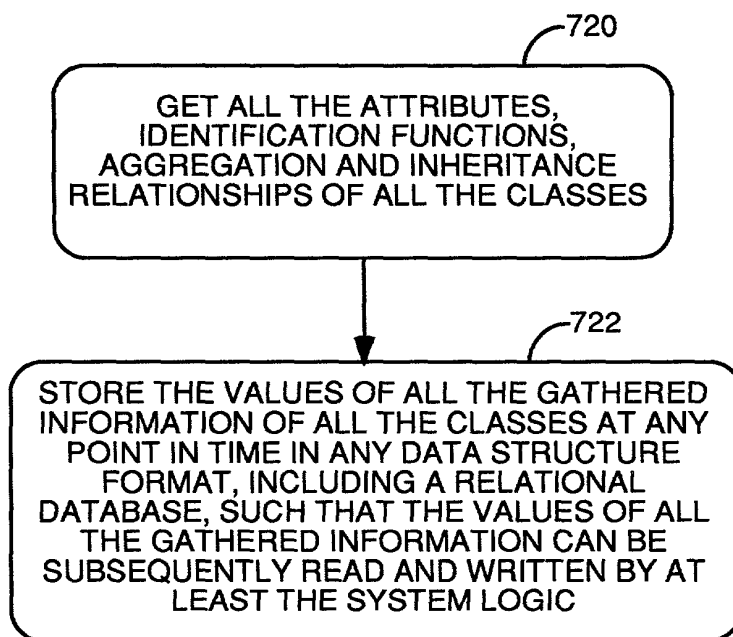 720
GET ALL THE ATTRIBUTES,
IDENTIFICATION FUNCTIONS,
AGGREGATION AND INHERITANCE
RELATIONSHIPS OF ALL THE CLASSES
722
STORE THE VALUES OF ALL THE GATHERED
INFORMATION OF ALL THE CLASSES AT ANY
POINT IN TIME IN ANY DATA STRUCTURE
FORMAT, INCLUDING A RELATIONAL
DATABASE, SUCH THAT THE VALUES OF ALL
THE GATHERED INFORMATION CAN BE
SUBSEQUENTLY READ AND WRITTEN BY AT
LEAST THE SYSTEM LOGIC